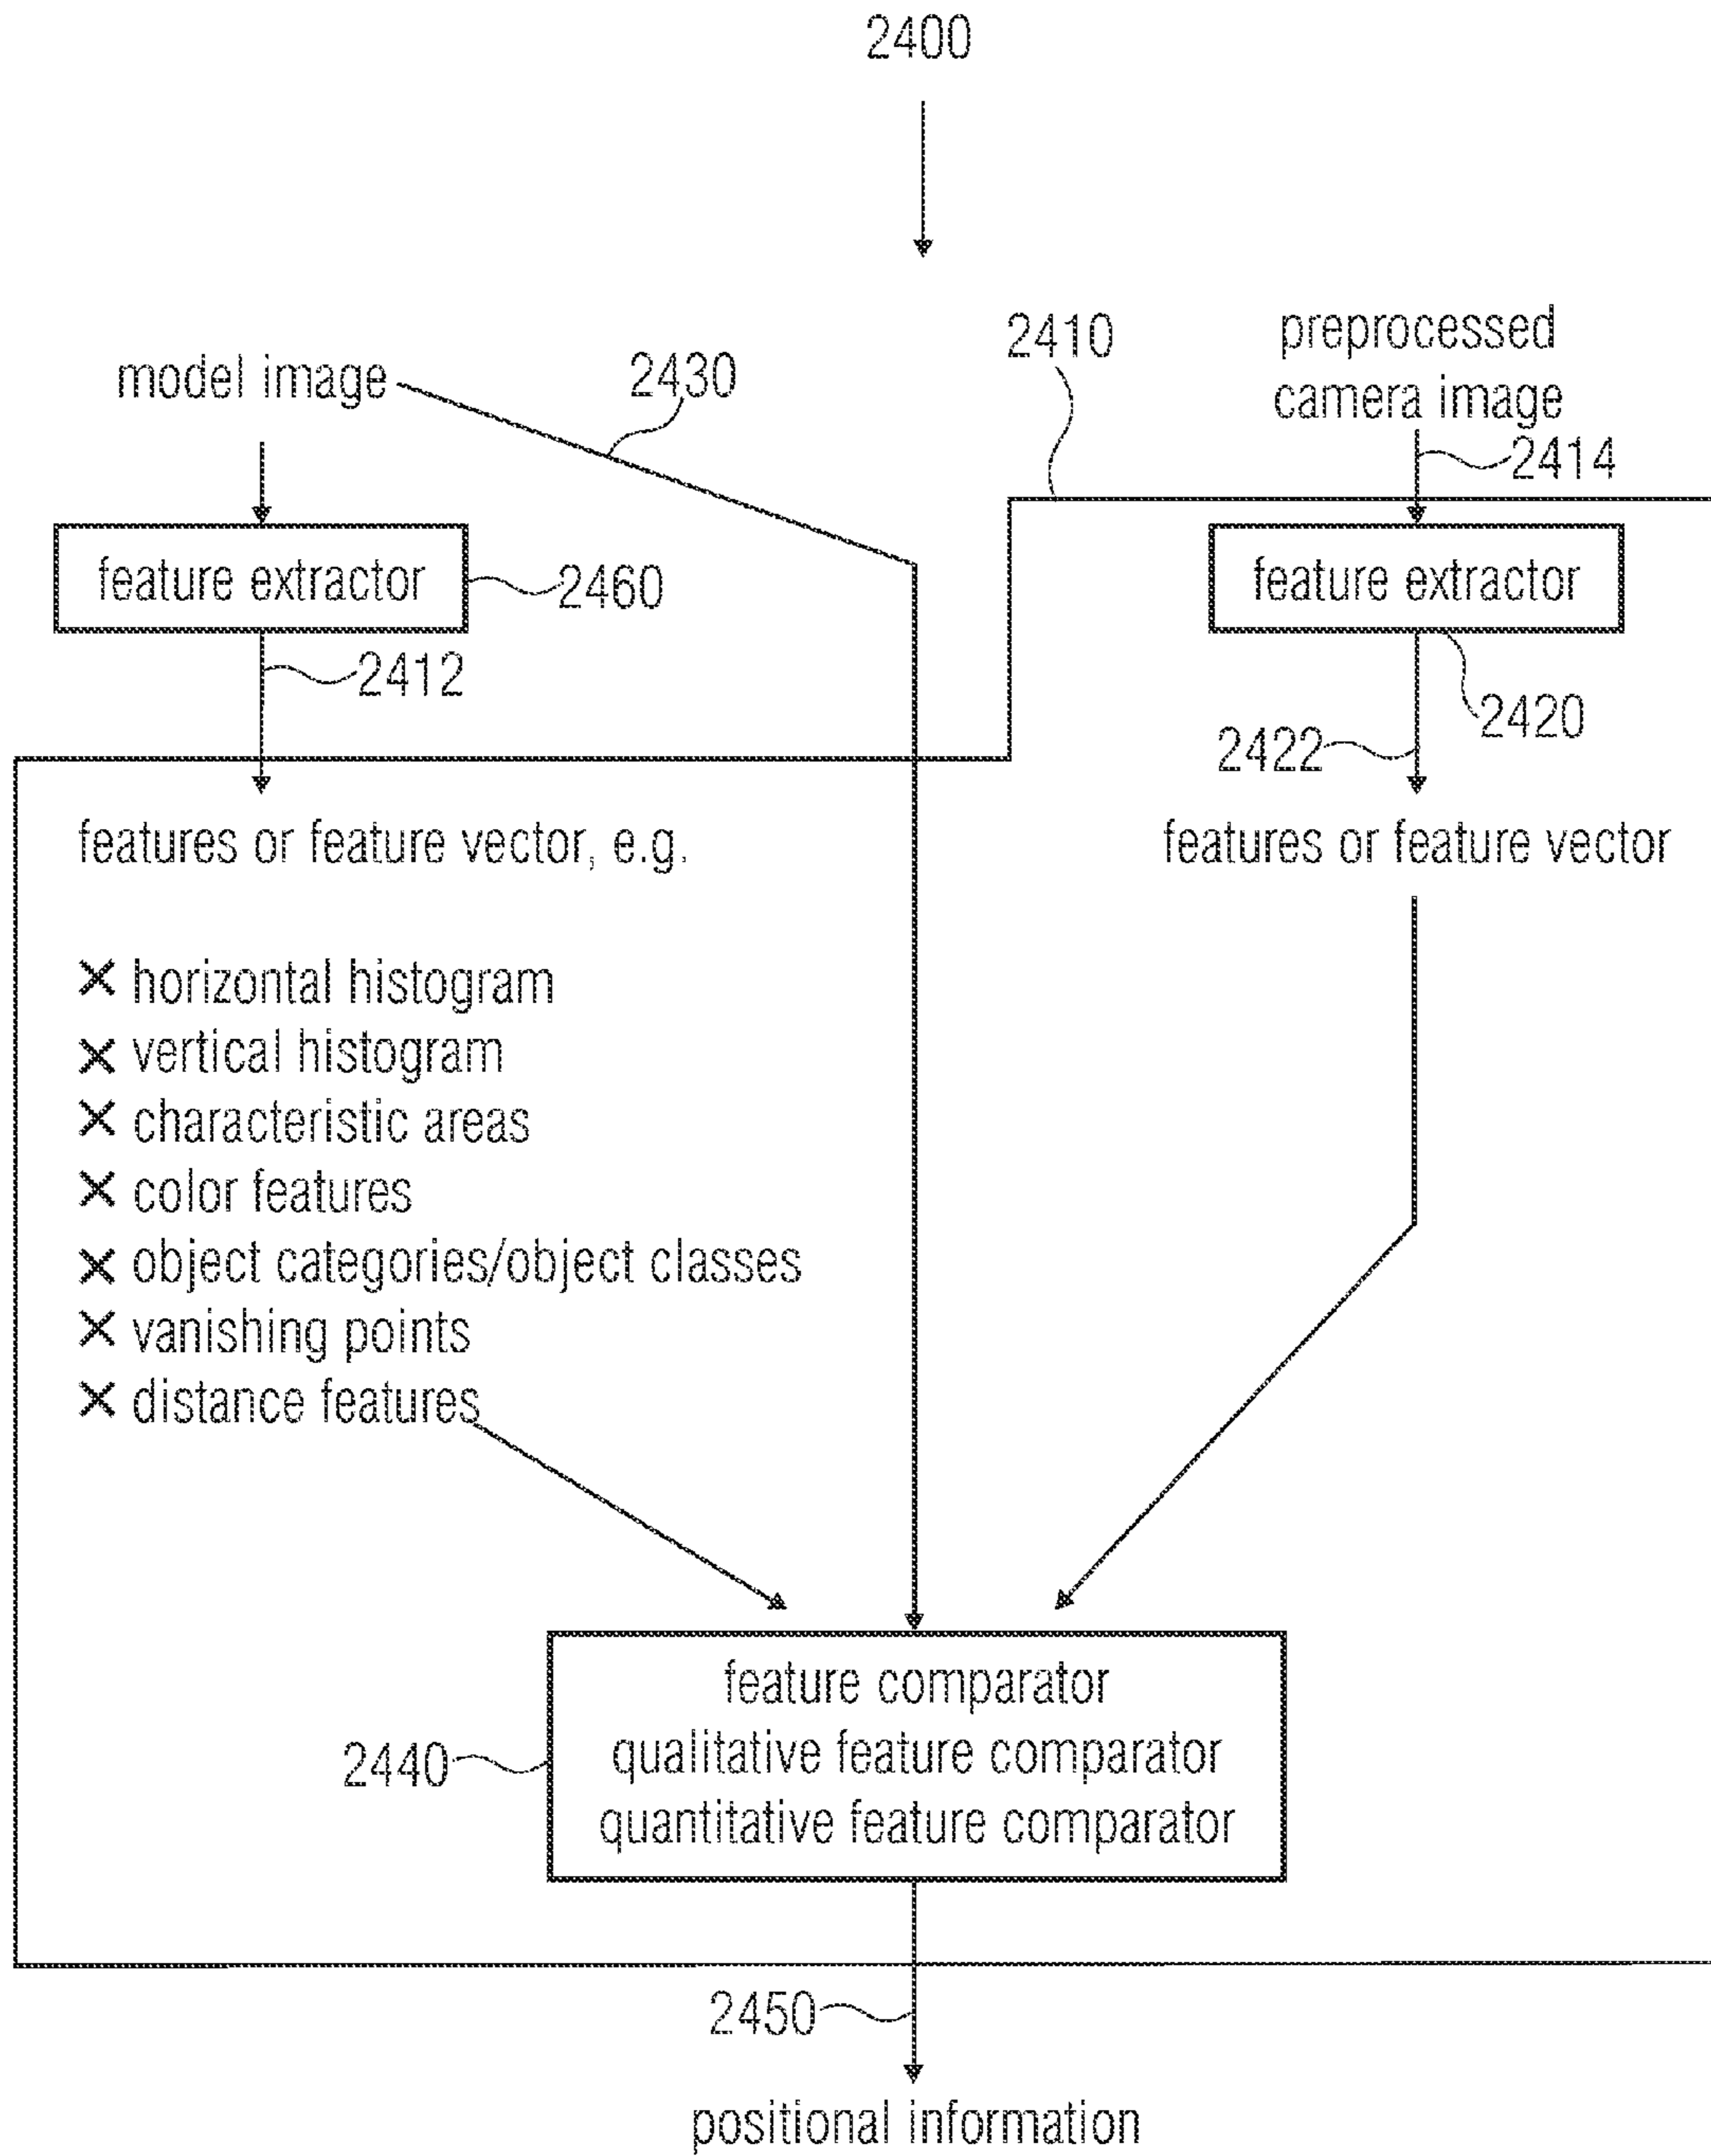 2400
model image
2430
2410
preprocessed
camera image
2414
feature extractor
2460
2412
feature extractor
2420
2422
features or feature vector, e.g.
features or feature vector
× horizontal histogram
× vertical histogram
× characteristic areas
× color features
× object categories/object classes
× vanishing points
× distance features
feature comparator
qualitative feature comparator
quantitative feature comparator
2440
2450
positional information